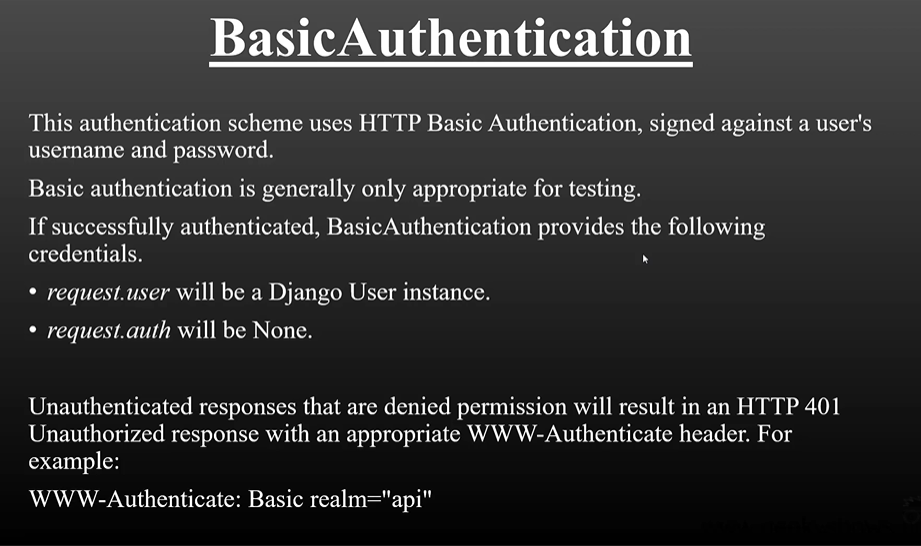 BasicAuthentication
This authentication scheme uses HTTP Basic Authentication, signed against a user's
username and password.
Basic authentication is generally only appropriate for testing.
If successfully authenticated, BasicAuthentication provides the following
credentials.
• request.user will be a Django User instance.
• request.auth will be None.
Unauthenticated responses that are denied permission will result in an HTTP 401
Unauthorized response with an appropriate WWW-Authenticate header. For
example:
WWW-Authenticate: Basic realm="api"